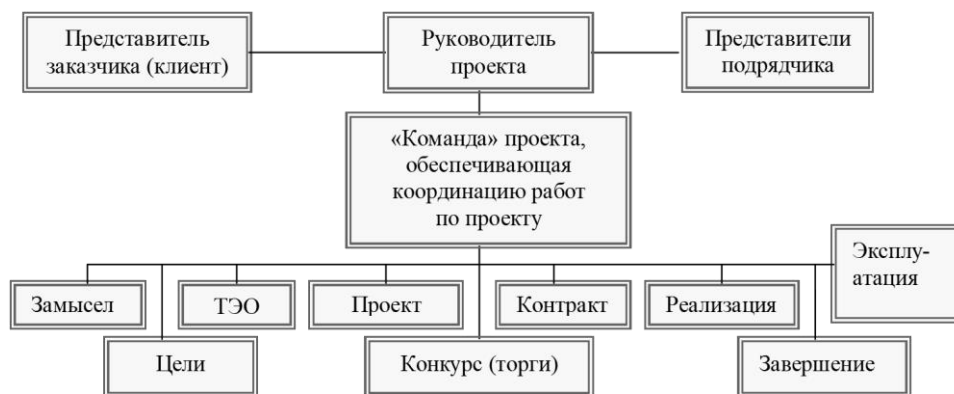 Представитель
заказчика (клиент)
Руководитель
проекта
Представители
подрядчика
«Команда» проекта,
обеспечивающая
координацию работ
по проекту
Эксплу-
атация
Замысел
ТЭО
Проект
Контракт
Реализация
Цели
Конкурс (торги)
Завершение